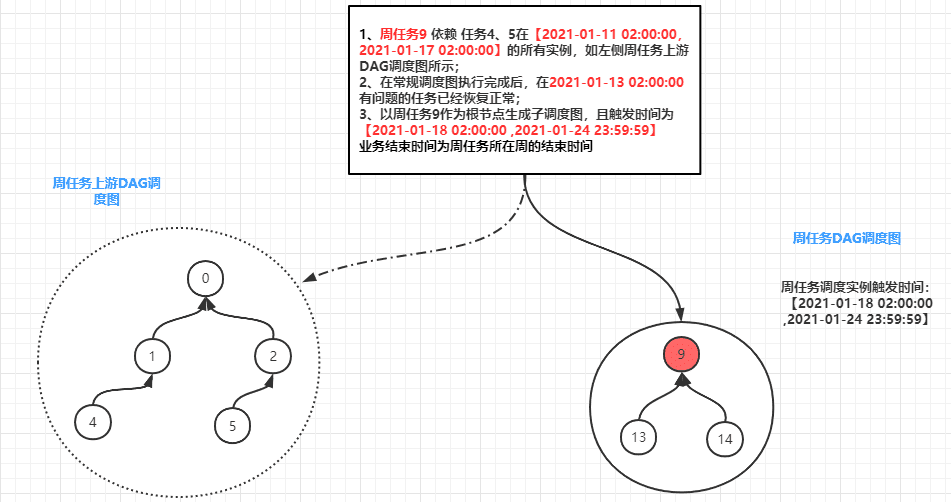 1、周任务9 依赖 任务4、5在【2021-01-11 02:00:00，
2021-01-17 02:00:00】的所有实例，如左侧周任务上游
DAG调度图所示；
2、在常规调度图执行完成后，在2021-01-13 02:00:00
有问题的任务已经恢复正常；
3、以周任务9作为根节点生成子调度图，且触发时间为
【2021-01-18 02:00:00 ,2021-01-24 23:59:59】
业务结束时间为周任务所在周的结束时间
周任务上游DAG调
度图
0
1
2
4
5
周任务DAG调度图
周任务调度实例触发时间：
【2021-01-18 02:00:00
,2021-01-24 23:59:59】
9
13
14